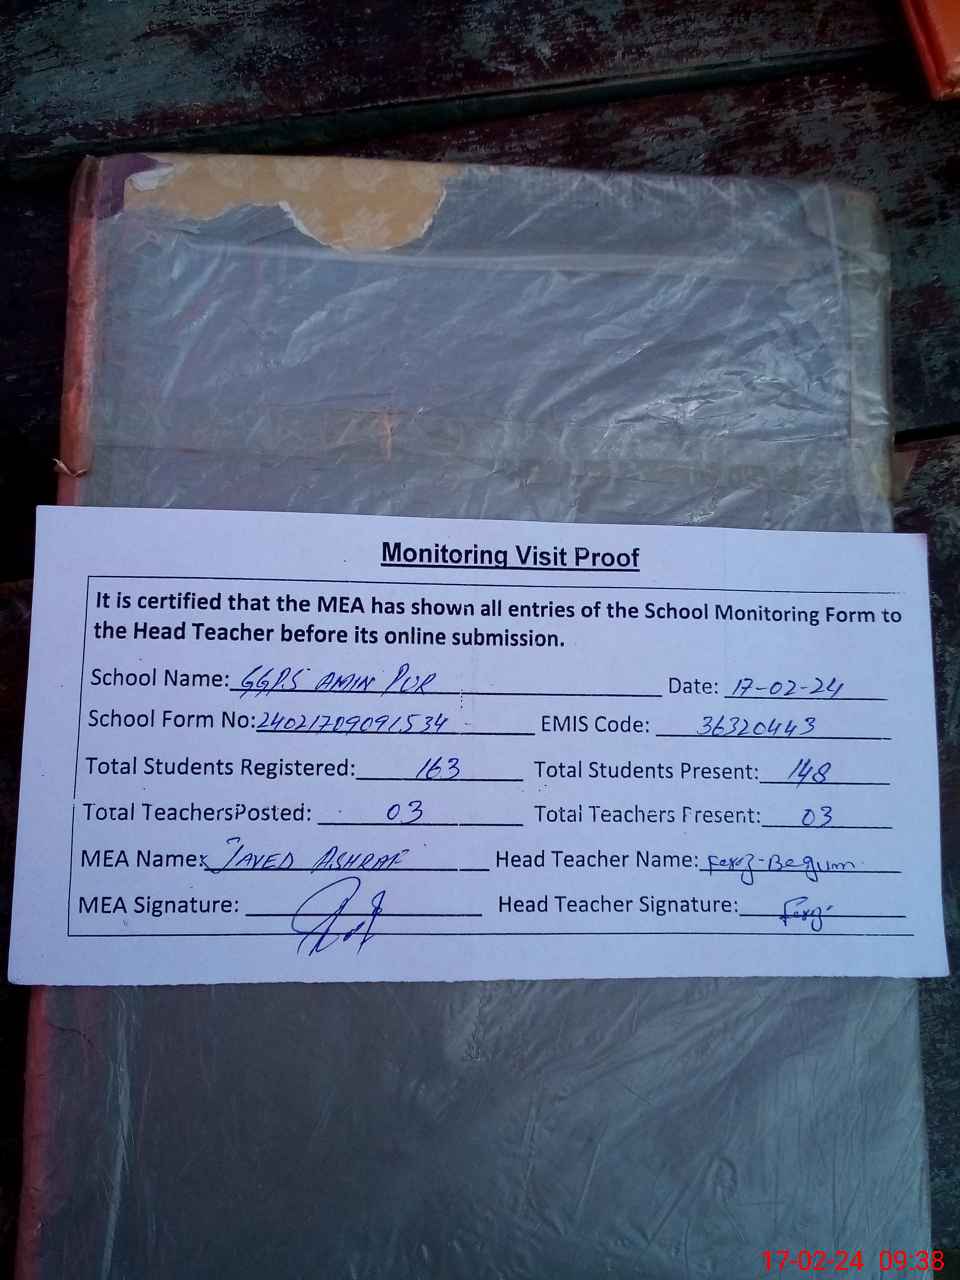 Monitoring Visit Proof
It is certified that the MEA has shown all entries of the School Monitoring Form to
the Head Teacher before its online submission.
School Name: GGPS AMIN PUR Date: 17-02-24
School Form No: 24021709091534 - EMIS Code: 36320443
Total Students Registered: 163 Total Students Present: 148
Total TeachersPosted: 03 Total Teachers Present: 03
MEA Name: JAVED ASHRAF Head Teacher Name: Feroz-Begum
MEA Signature: Head Teacher Signature:
17-02-24 09:38